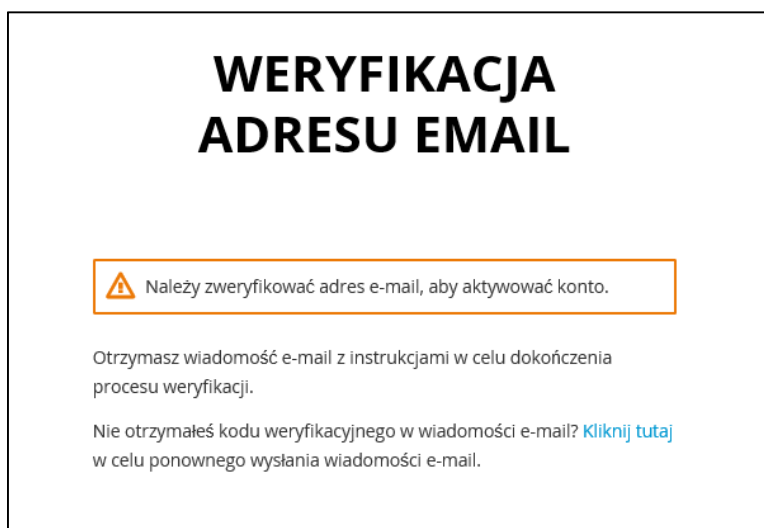 WERYFIKACJA
ADRESU EMAIL
Należy zweryfikować adres e-mail, aby aktywować konto.
Otrzymasz wiadomość e-mail z instrukcjami w celu dokończenia
procesu weryfikacji.
Nie otrzymałeś kodu weryfikacyjnego w wiadomości e-mail? Kliknij tutaj
w celu ponownego wysłania wiadomości e-mail.